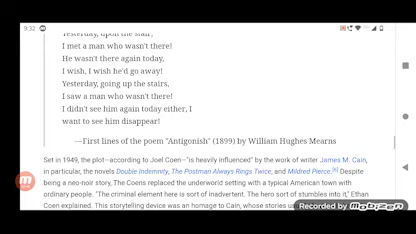 9:32
Yesterday, upon the stair,
I met a man who wasn't there!
He wasn't there again today,
I wish, I wish he'd go away!
Yesterday, going up the stairs,
I saw a man who wasn't there!
I didn't see him again today either, I
want to see him disappear!
—First lines of the poem "Antigonish" (1899) by William Hughes Mearns
Set in 1949, the plot—according to Joel Coen—"is heavily influenced" by the work of writer James M. Cain,
in particular, the novels Double Indemnity, The Postman Always Rings Twice, and Mildred Pierce.[6] Despite
being a neo-noir story, The Coens replaced the underworld setting with a typical American town with
ordinary people. "The criminal element here is sort of inadvertent. The hero sort of stumbles into it," Ethan
Coen explained. This storytelling device was an homage to Cain, whose stories us
Recorded by Mobizen